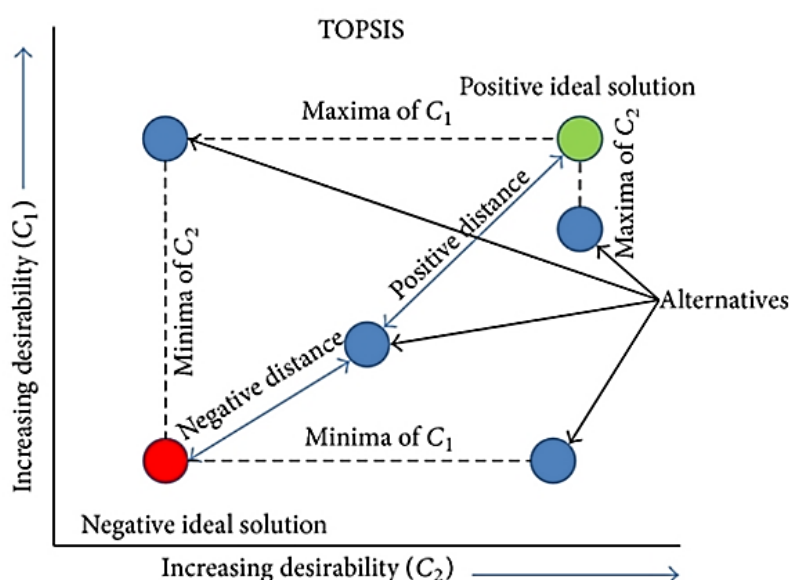 TOPSIS
Positive ideal solution
Maxima of C1
Maxima of C2
Positive distance
Increasing desirability (C1)
Minima of C2
Alternatives
Negative distance
Minima of C1
Negative ideal solution
Increasing desirability (C2)